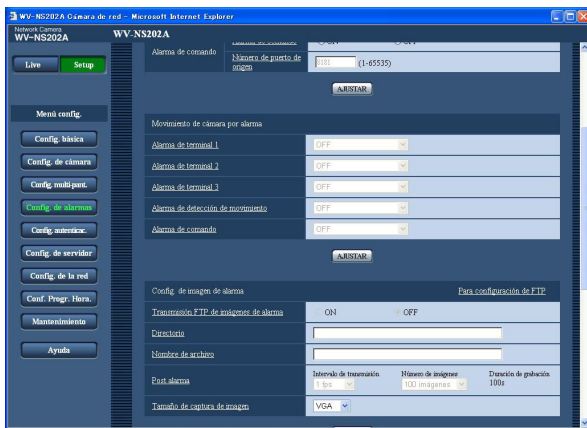 WV-NS202A Cámara de red - Microsoft Internet Explorer
Network Camera
WV-NS202A
WV-NS202A
Live
Setup
Menú config.
Config. básica
Config. de cámara
Config. multi-pant.
Config. de alarmas
Config. autenticac.
Config. de servidor
Config. de la red
Conf. Progr. Hora.
Mantenimiento
Ayuda
Alarma de comando
Número de puerto de
origen
8181 (1-65535)
AJUSTAR
Movimiento de cámara por alarma
Alarma de terminal 1 OFF
Alarma de terminal 2 OFF
Alarma de terminal 3 OFF
Alarma de detección de movimiento OFF
Alarma de comando OFF
AJUSTAR
Config. de imagen de alarma Para configuración de FTP
Transmisión FTP de imágenes de alarma ON OFF
Directorio
Nombre de archivo
Post alarma
Intervalo de transmisión Número de imágenes Duración de grabación
1 fps 100 imágenes 100s
Tamaño de captura de imagen VGA